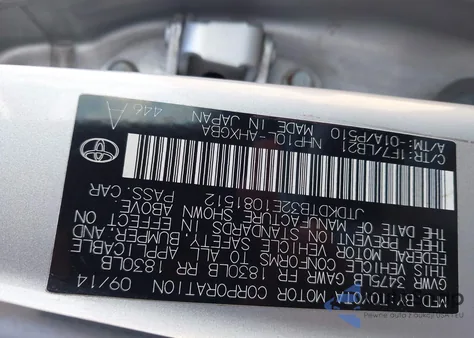 MFD BY: TOYOTA MOTOR CORPORATION 09/14
GVWR 3475LB GAWR FR 1830LB RR 1830LB
THIS VEHICLE CONFORMS TO ALL APPLICABLE
FEDERAL MOTOR VEHICLE SAFETY, BUMPER, AND
THEFT PREVENTION STANDARDS IN EFFECT ON
THE DATE OF MANUFACTURE SHOWN ABOVE.
JTDKDTB32E1081512 PASS. CAR
C/TR: 1F7/LB21
A/TM: -01A/P510
NHP10L-AHXGBA
MADE IN JAPAN
446
A